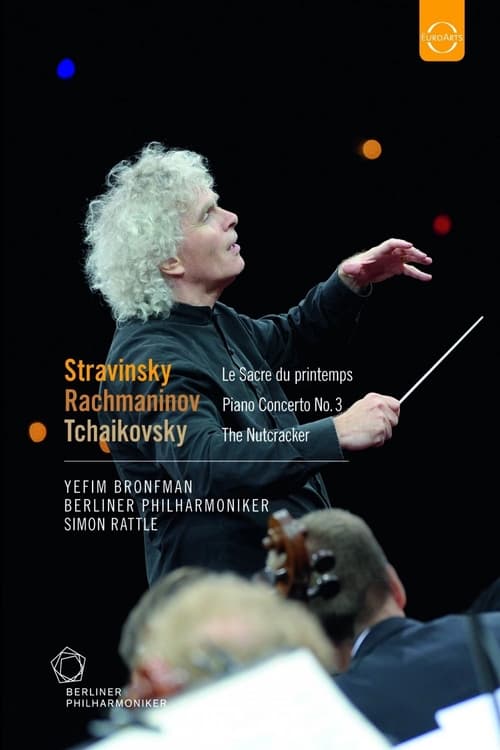 EUROARTS
Stravinsky Le Sacre du printemps
Rachmaninov Piano Concerto No. 3
Tchaikovsky The Nutcracker
YEFIM BRONFMAN
BERLINER PHILHARMONIKER
SIMON RATTLE
BERLINER
PHILHARMONIKER